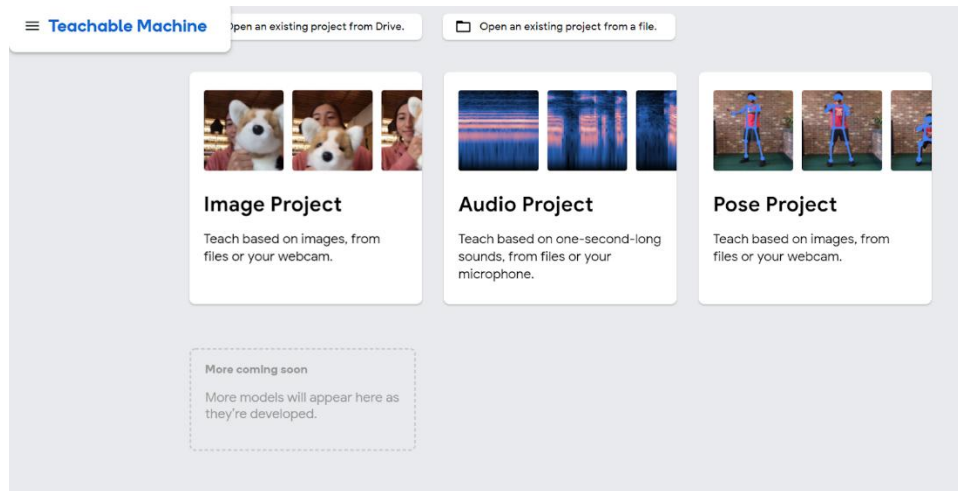 Teachable Machine
pen an existing project from Drive.
Open an existing project from a file.
Image Project
Teach based on images, from
files or your webcam.
Audio Project
Teach based on one-second-long
sounds, from files or your
microphone.
Pose Project
Teach based on images, from
files or your webcam.
More coming soon
More models will appear here as
they're developed.